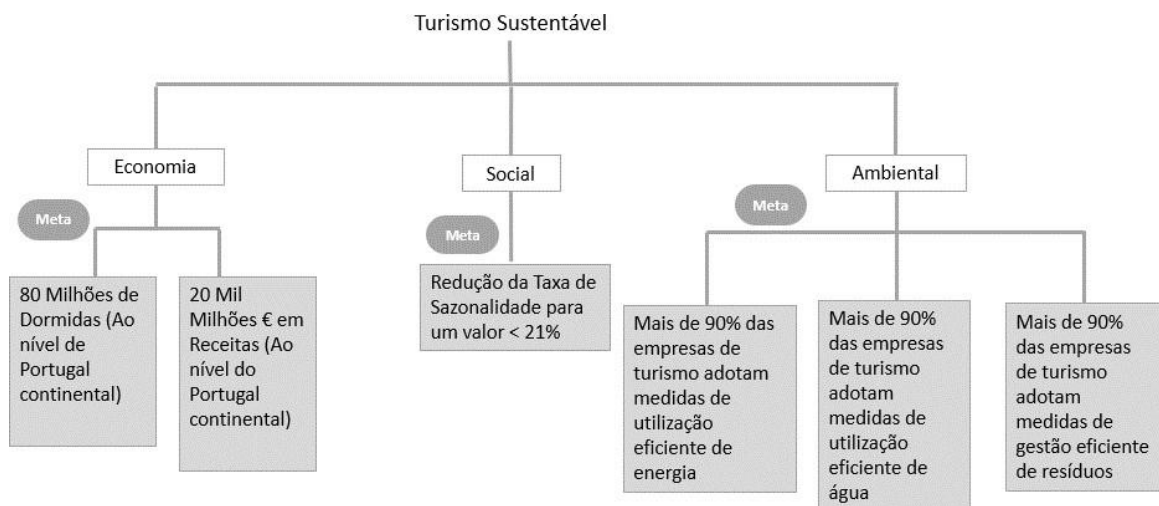 Turismo Sustentável
Economia
Social
Ambiental
Meta
Meta
Meta
80 Milhões de
Dormidas (Ao
nível de
Portugal
continental)
20 Mil
Milhões € em
Receitas (Ao
nível do
Portugal
continental)
Redução da Taxa de
Sazonalidade para
um valor < 21%
Mais de 90% das
empresas de
turismo adotam
medidas de
utilização
eficiente de
energia
Mais de 90%
das empresas
de turismo
adotam
medidas de
utilização
eficiente de
água
Mais de 90%
das empresas
de turismo
adotam
medidas de
gestão eficiente
de resíduos